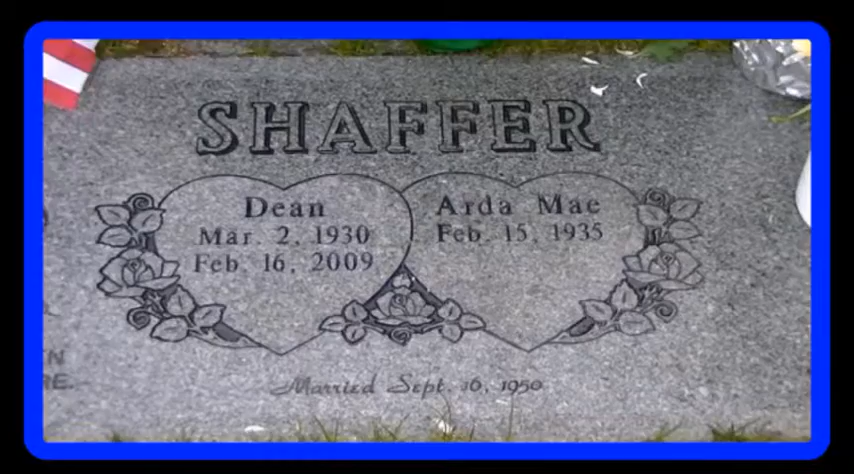 SHAFFER
Dean
Mar. 2, 1930
Feb. 16, 2009
Arda Mae
Feb. 15, 1935
Married Sept. 16, 1950